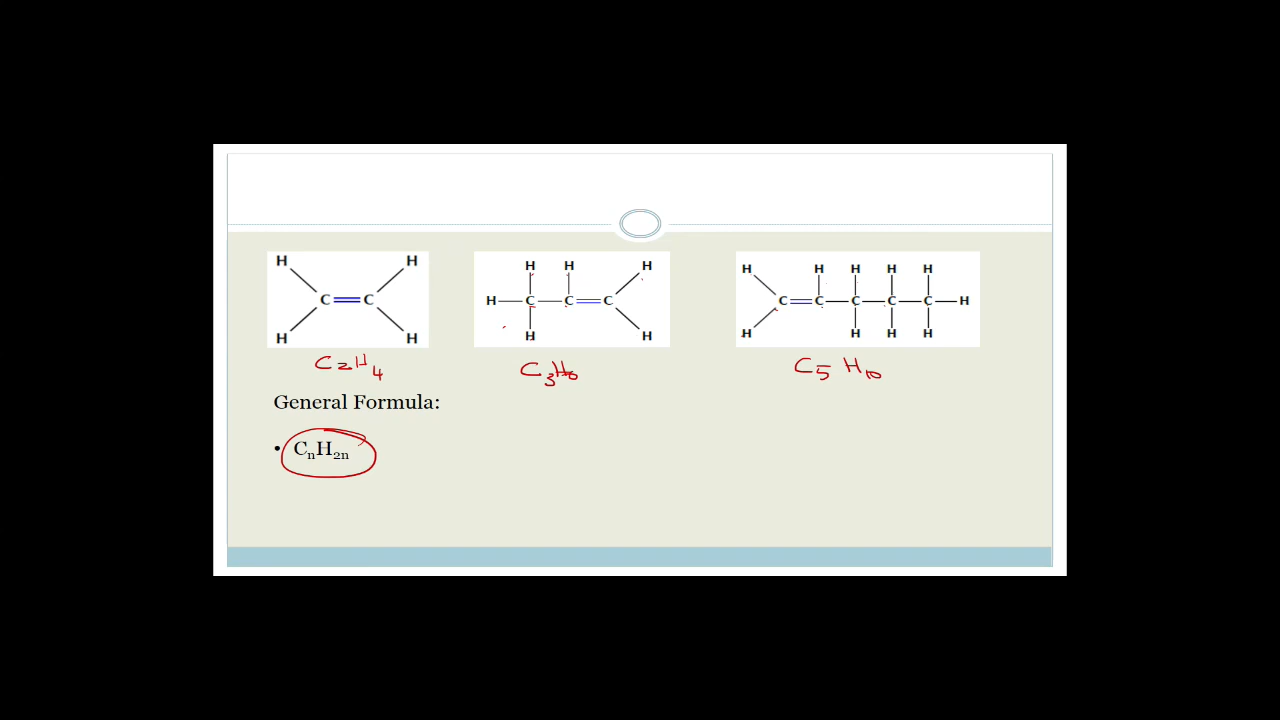 H H H H H H H H H H
C=C H—C—C=C C=C—C—C—C—H
H H H H H H H H
C2H4 C3H6 C5H10
General Formula:
• CnH2n